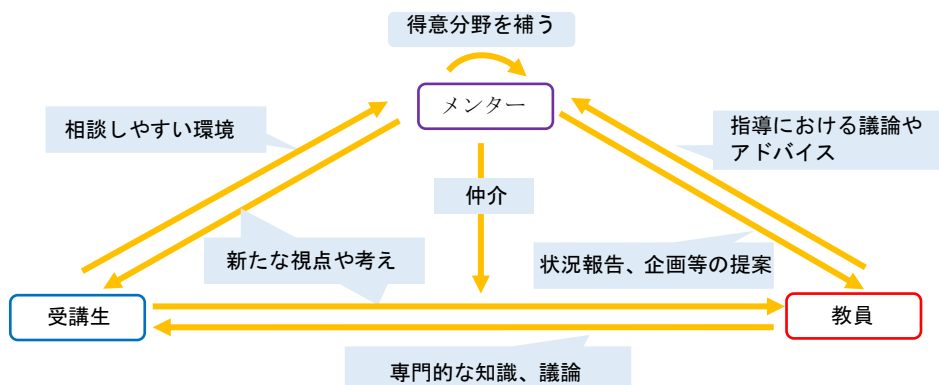 得意分野を補う
メンター
相談しやすい環境
指導における議論や
アドバイス
仲介
新たな視点や考え
状況報告、企画等の提案
受講生
教員
専門的な知識、議論